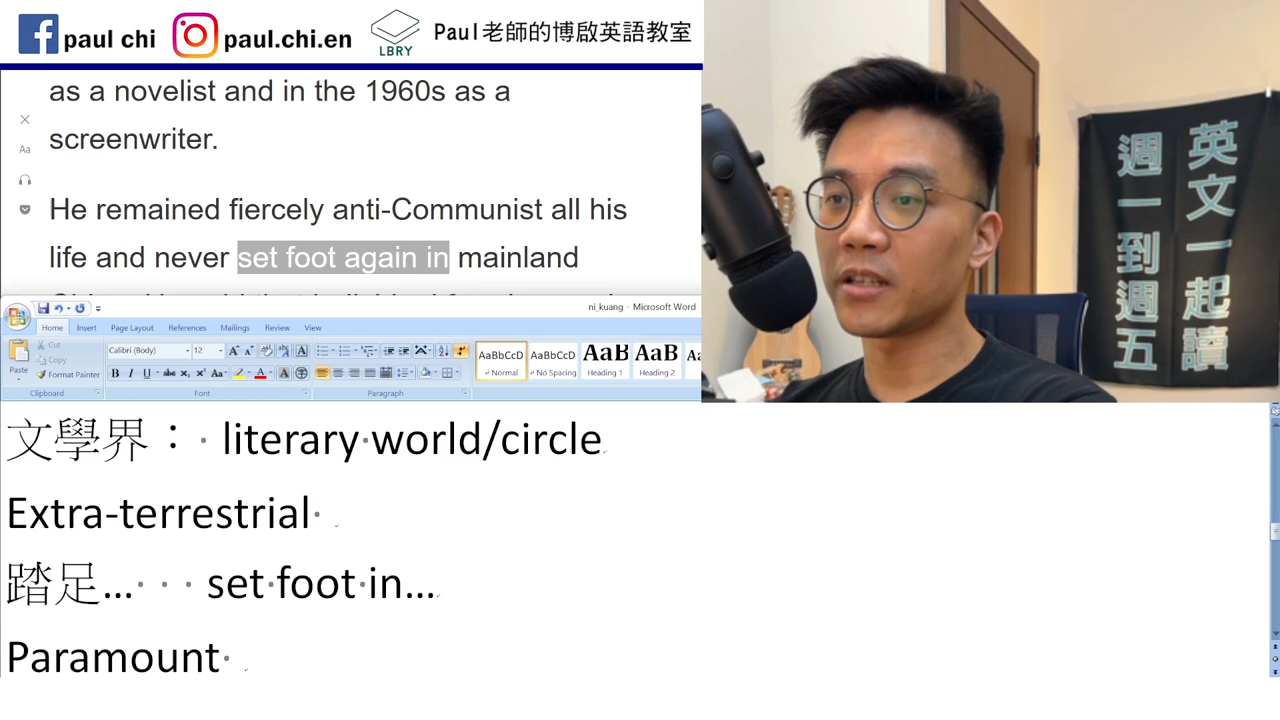 paul chi
paul.chi.en
LBRY
Paul老師的博啟英語教室
as a novelist and in the 1960s as a
screenwriter.
Aa
He remained fiercely anti-Communist all his
life and never set foot again in mainland
ni_kuang - Microsoft Word
Home Insert Page Layout References Mailings Review View
Cut
Copy
Format Painter
Paste
Calibri (Body) 12
AaBbCcD AaBbCcD AaBb AaB Aa
Normal No Spacing Heading 1 Heading 2
Clipboard Font Paragraph
文學界： literary world/circle
Extra-terrestrial
踏足... set foot in...
Paramount
英文一起讀
週一到週五